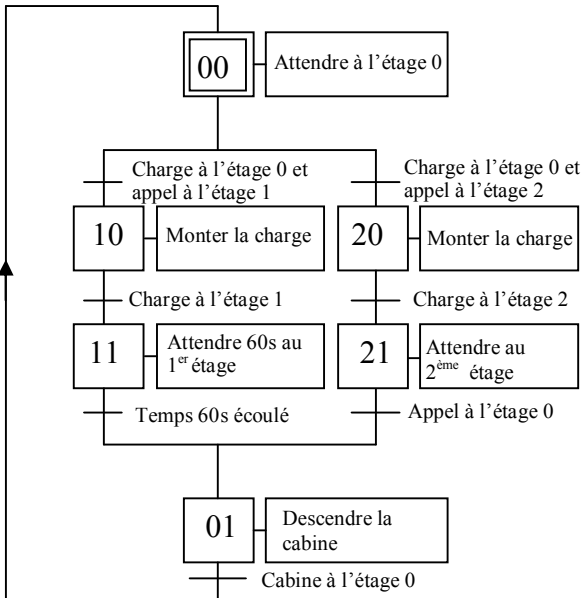 00
Attendre à l'étage 0
Charge à l'étage 0 et
appel à l'étage 1
Charge à l'étage 0 et
appel à l'étage 2
10
Monter la charge
20
Monter la charge
Charge à l'étage 1
Charge à l'étage 2
11
Attendre 60s au
1er étage
21
Attendre au
2ème étage
Temps 60s écoulé
Appel à l'étage 0
01
Descendre la
cabine
Cabine à l'étage 0